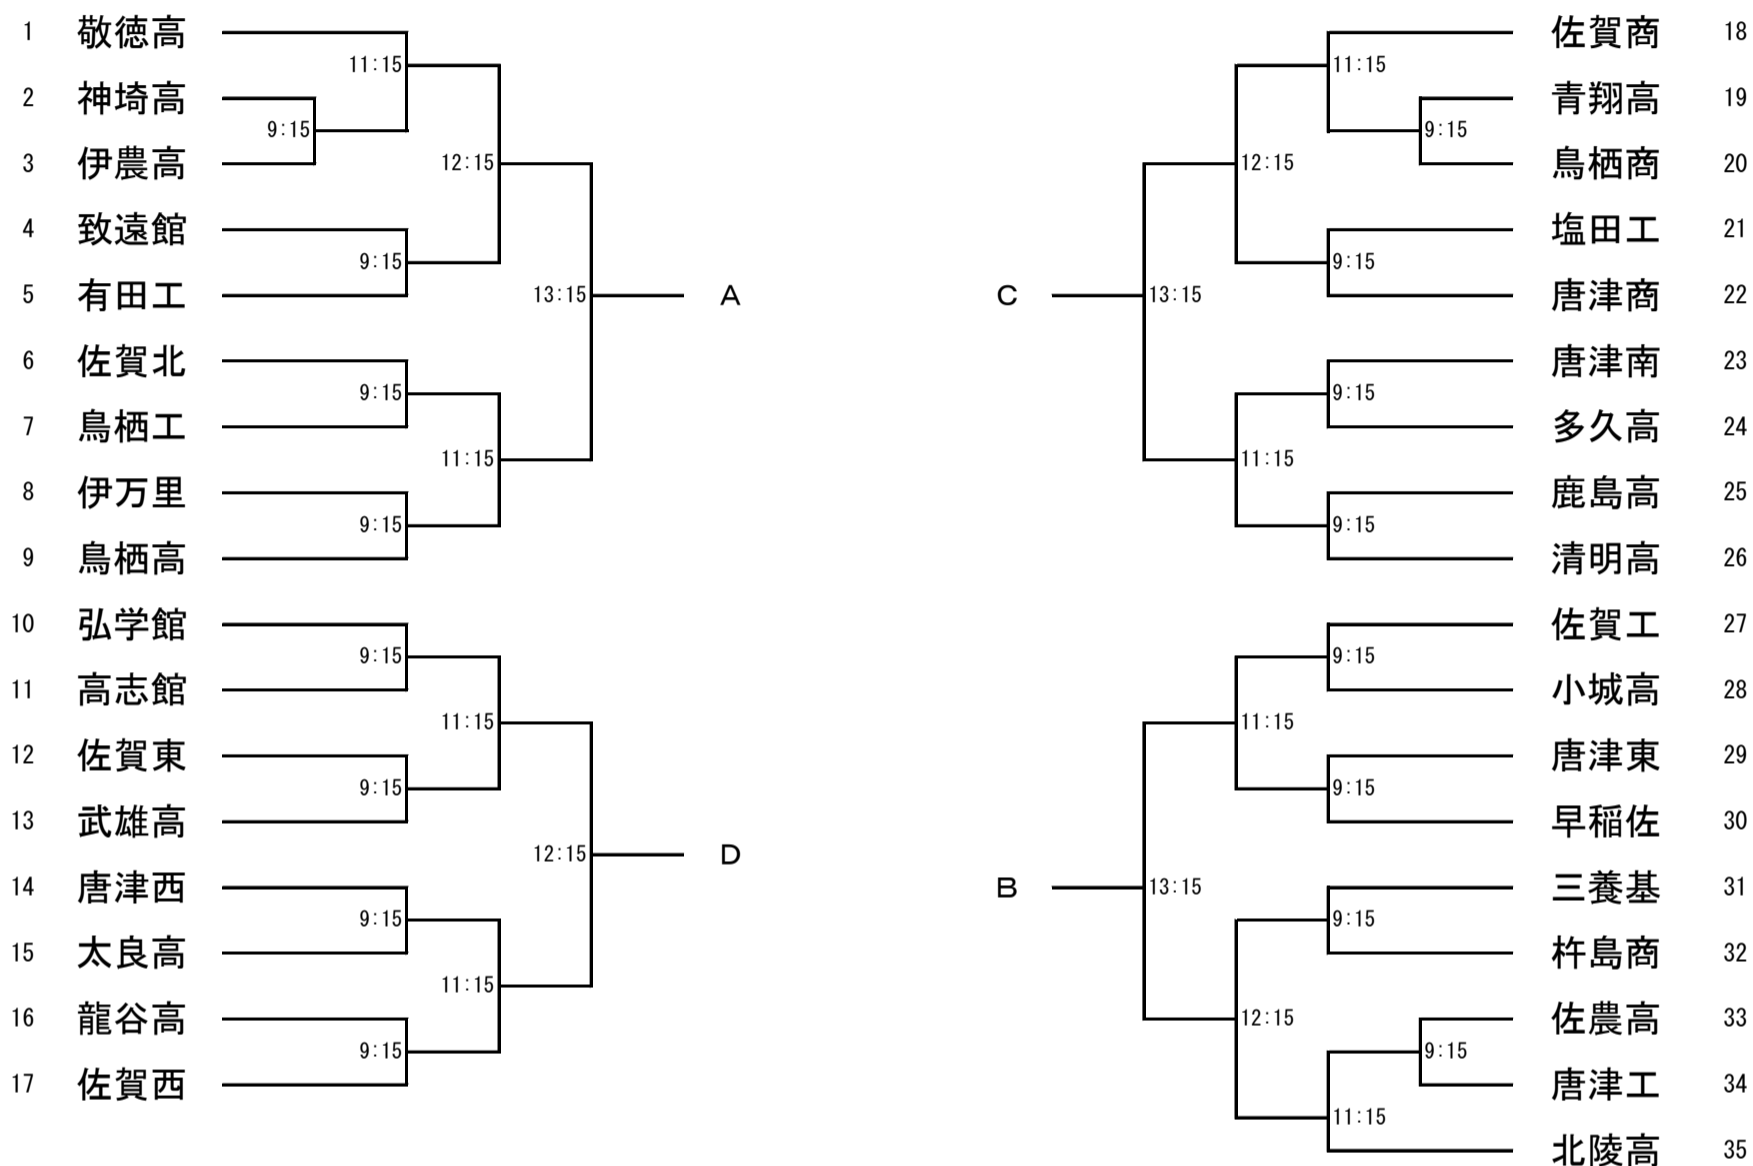 1 敬徳高
11:15
2 神埼高
9:15
3 伊農高
12:15
4 致遠館
9:15
5 有田工
13:15 A
6 佐賀北
9:15
7 鳥栖工
11:15
8 伊万里
9:15
9 鳥栖高
10 弘学館
9:15
11 高志館
11:15
12 佐賀東
9:15
13 武雄高
12:15 D
14 唐津西
9:15
15 太良高
11:15
16 龍谷高
9:15
17 佐賀西
佐賀商 18
11:15
青翔高 19
9:15
鳥栖商 20
12:15
塩田工 21
9:15
唐津商 22
C 13:15
唐津南 23
9:15
多久高 24
11:15
鹿島高 25
9:15
清明高 26
佐賀工 27
9:15
小城高 28
11:15
唐津東 29
9:15
早稲佐 30
B 13:15
三養基 31
9:15
杵島商 32
12:15
佐農高 33
9:15
唐津工 34
11:15
北陵高 35